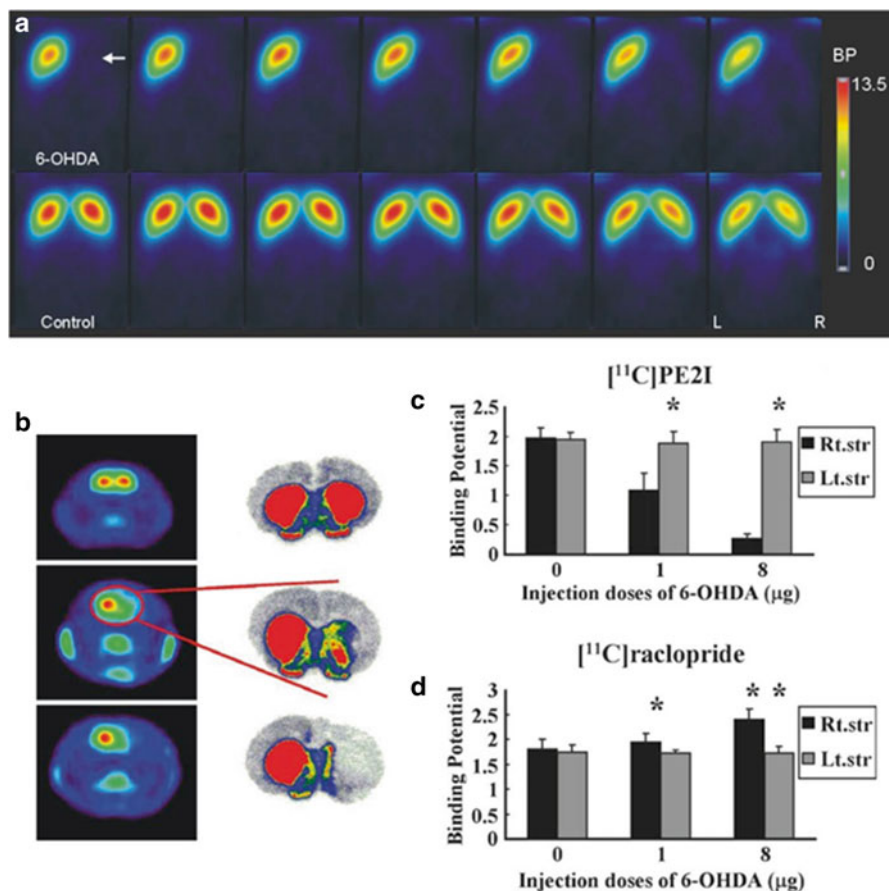 a
BP
13.5
6-OHDA
Control
L R
0
b
c
[¹¹C]PE2I
Binding Potential
2.5
2
1.5
1
0.5
0
* *
Rt.str
Lt.str
0 1 8
Injection doses of 6-OHDA (μg)
d
[¹¹C]raclopride
Binding Potential
3
2.5
2
1.5
1
0.5
0
* * *
Rt.str
Lt.str
0 1 8
Injection doses of 6-OHDA (μg)